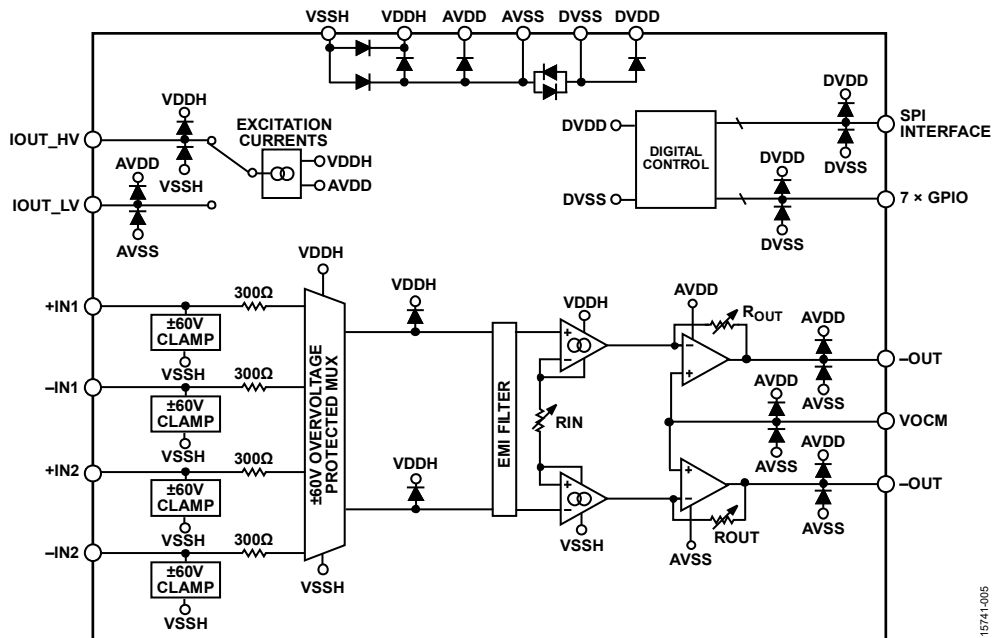 VSSH VDDH AVDD AVSS DVSS DVDD
VDDH
IOUT_HV
VSSH
EXCITATION
CURRENTS
VDDH
AVDD
AVDD
IOUT_LV
AVSS
DVDD
DVSS
DIGITAL
CONTROL
DVDD
SPI
INTERFACE
DVSS
DVDD
7 × GPIO
DVSS
+IN1
300Ω
±60V
CLAMP
VSSH
–IN1
300Ω
±60V
CLAMP
VSSH
+IN2
300Ω
±60V
CLAMP
VSSH
–IN2
300Ω
±60V
CLAMP
VSSH
VDDH
±60V OVERVOLTAGE
PROTECTED MUX
VSSH
VDDH
VDDH
EMI FILTER
VDDH
+
–
RIN
+
–
VSSH
AVDD
ROUT
–
+
+
–
ROUT
AVSS
AVDD
–OUT
AVSS
AVDD
VOCM
AVSS
AVDD
–OUT
AVSS
15741-005